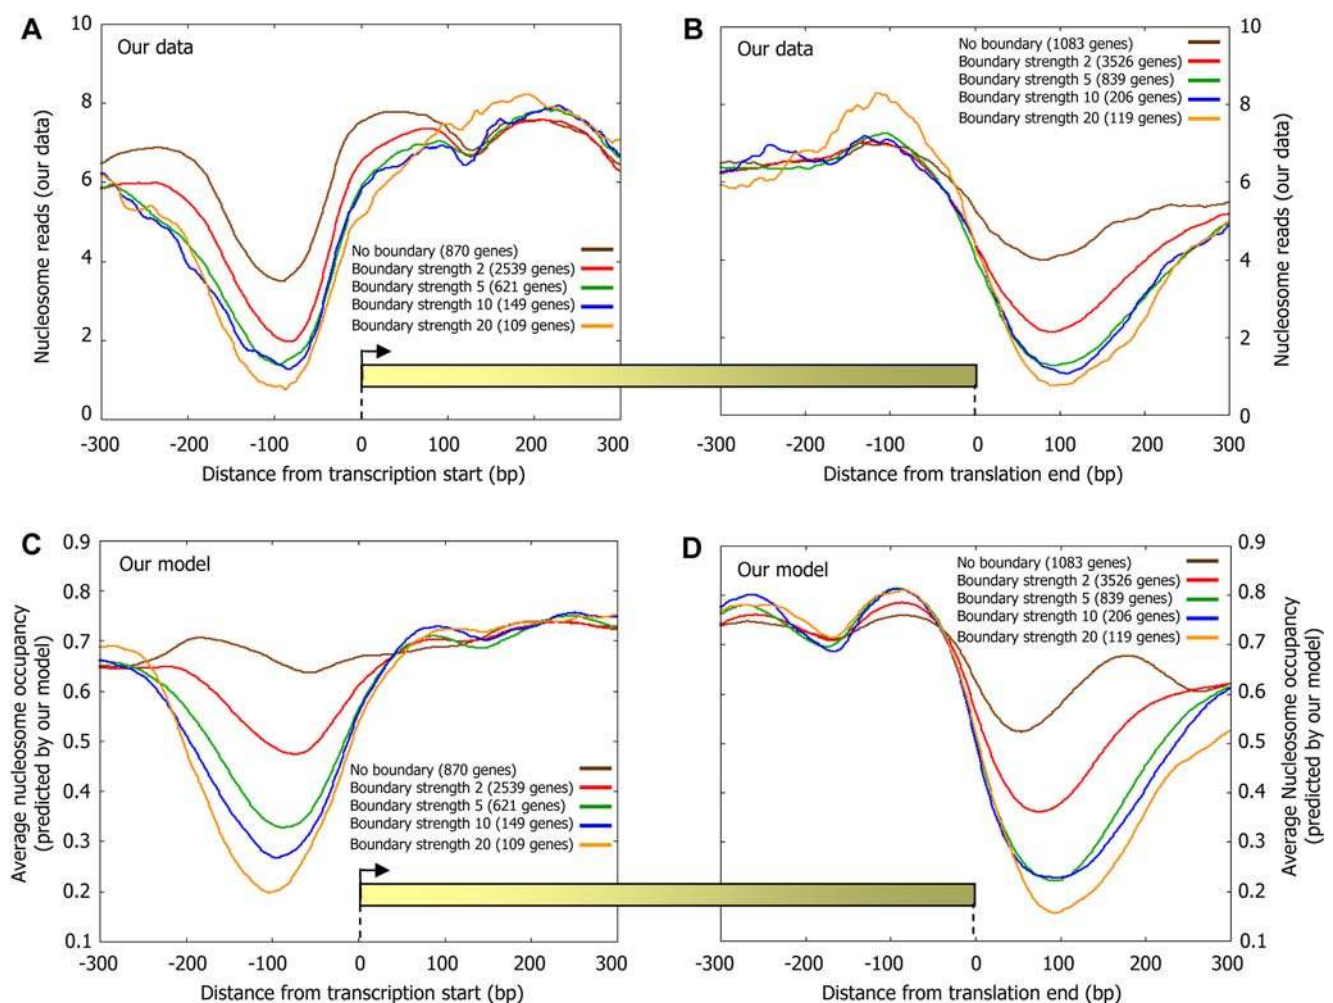 A
Our data
Nucleosome reads (our data)
10
8
6
4
2
0
No boundary (870 genes)
Boundary strength 2 (2539 genes)
Boundary strength 5 (621 genes)
Boundary strength 10 (149 genes)
Boundary strength 20 (109 genes)
-300 -200 -100 0 100 200 300
Distance from transcription start (bp)
B
Our data
No boundary (1083 genes)
Boundary strength 2 (3526 genes)
Boundary strength 5 (839 genes)
Boundary strength 10 (206 genes)
Boundary strength 20 (119 genes)
10
8
6
4
2
0
Nucleosome reads (our data)
-300 -200 -100 0 100 200 300
Distance from translation end (bp)
C
Our model
Average nucleosome occupancy
(predicted by our model)
0.9
0.8
0.7
0.6
0.5
0.4
0.3
0.2
0.1
No boundary (870 genes)
Boundary strength 2 (2539 genes)
Boundary strength 5 (621 genes)
Boundary strength 10 (149 genes)
Boundary strength 20 (109 genes)
-300 -200 -100 0 100 200 300
Distance from transcription start (bp)
D
Our model
No boundary (1083 genes)
Boundary strength 2 (3526 genes)
Boundary strength 5 (839 genes)
Boundary strength 10 (206 genes)
Boundary strength 20 (119 genes)
0.9
0.8
0.7
0.6
0.5
0.4
0.3
0.2
0.1
Average Nucleosome occupancy
(predicted by our model)
-300 -200 -100 0 100 200 300
Distance from translation end (bp)